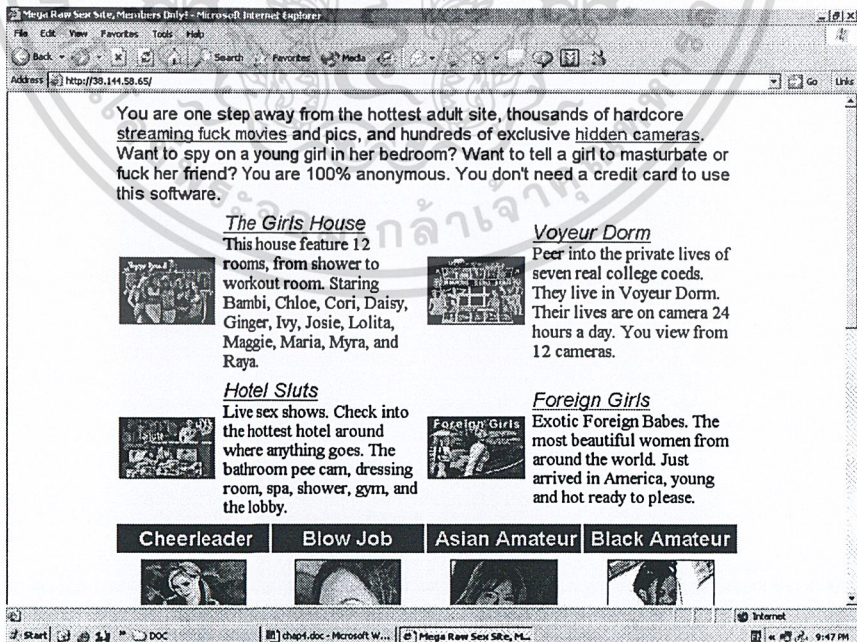 Mega Raw Sex Site, Members Only! - Microsoft Internet Explorer
File Edit View Favorites Tools Help
Back Search Favorites Media
Address http://38.144.58.65/ Go Links
You are one step away from the hottest adult site, thousands of hardcore
streaming fuck movies and pics, and hundreds of exclusive hidden cameras.
Want to spy on a young girl in her bedroom? Want to tell a girl to masturbate or
fuck her friend? You are 100% anonymous. You don't need a credit card to use
this software.
The Girls House
This house feature 12
rooms, from shower to
workout room. Staring
Bambi, Chloe, Cori, Daisy,
Ginger, Ivy, Josie, Lolita,
Maggie, Maria, Myra, and
Raya.
Voyeur Dorm
Peer into the private lives of
seven real college coeds.
They live in Voyeur Dorm.
Their lives are on camera 24
hours a day. You view from
12 cameras.
Hotel Sluts
Live sex shows. Check into
the hottest hotel around
where anything goes. The
bathroom pee cam, dressing
room, spa, shower, gym, and
the lobby.
Foreign Girls
Foreign Girls
Exotic Foreign Babes. The
most beautiful women from
around the world. Just
arrived in America, young
and hot ready to please.
Cheerleader Blow Job Asian Amateur Black Amateur
Internet
Start DOC chap4.doc - Microsoft W... Mega Raw Sex Site, M... 9:47 PM